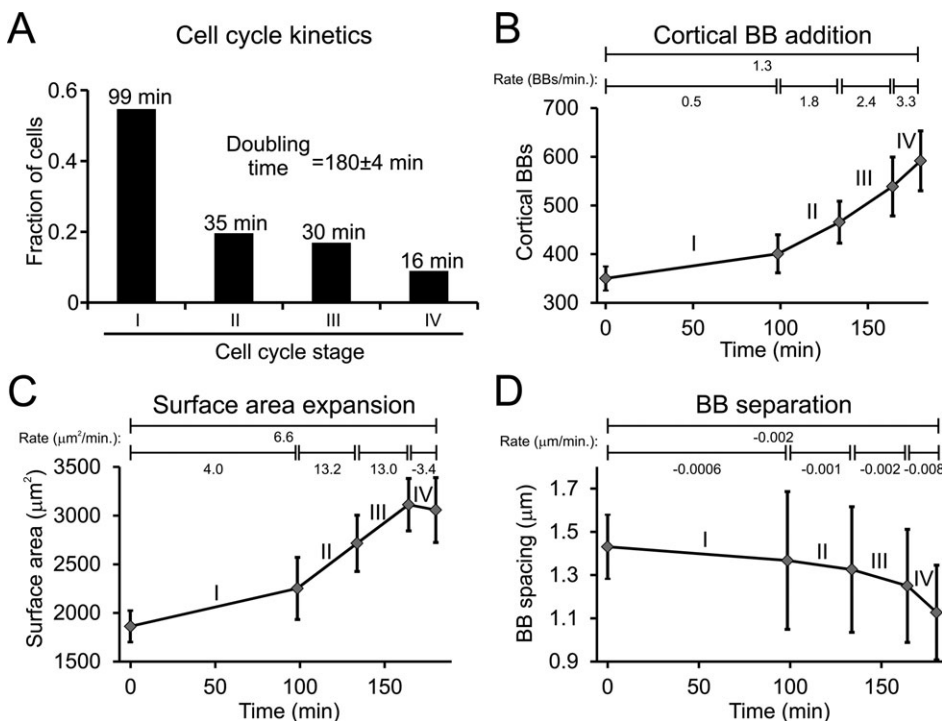 A
Cell cycle kinetics
0.6
0.4
0.2
0
Fraction of cells
99 min
35 min
30 min
16 min
Doubling
time =180±4 min
I II III IV
Cell cycle stage
B
Cortical BB addition
1.3
Rate (BBs/min.):
0.5 1.8 2.4 3.3
700
600
500
400
300
Cortical BBs
I II III IV
0 50 100 150
Time (min)
C
Surface area expansion
Rate (μm²/min.): 6.6
4.0 13.2 13.0 -3.4
3500
3000
2500
2000
1500
Surface area (μm²)
I II III IV
0 50 100 150
Time (min)
D
BB separation
Rate (μm/min.): -0.002
-0.0006 -0.001 -0.002 -0.008
1.7
1.5
1.3
1.1
0.9
BB spacing (μm)
I II III IV
0 50 100 150
Time (min)